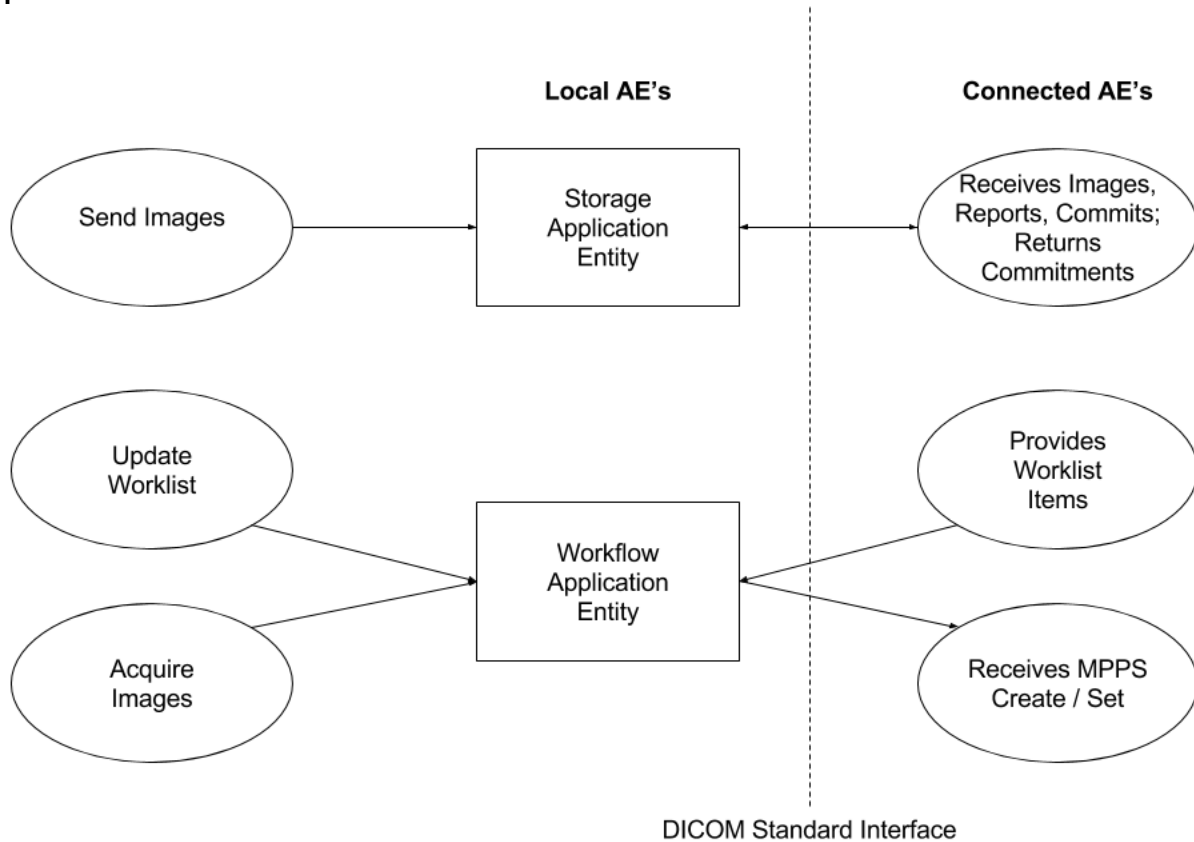 Local AE's
Connected AE's
Send Images
Storage
Application
Entity
Receives Images,
Reports, Commits;
Returns
Commitments
Update
Worklist
Provides
Worklist
Items
Workflow
Application
Entity
Acquire
Images
Receives MPPS
Create / Set
DICOM Standard Interface